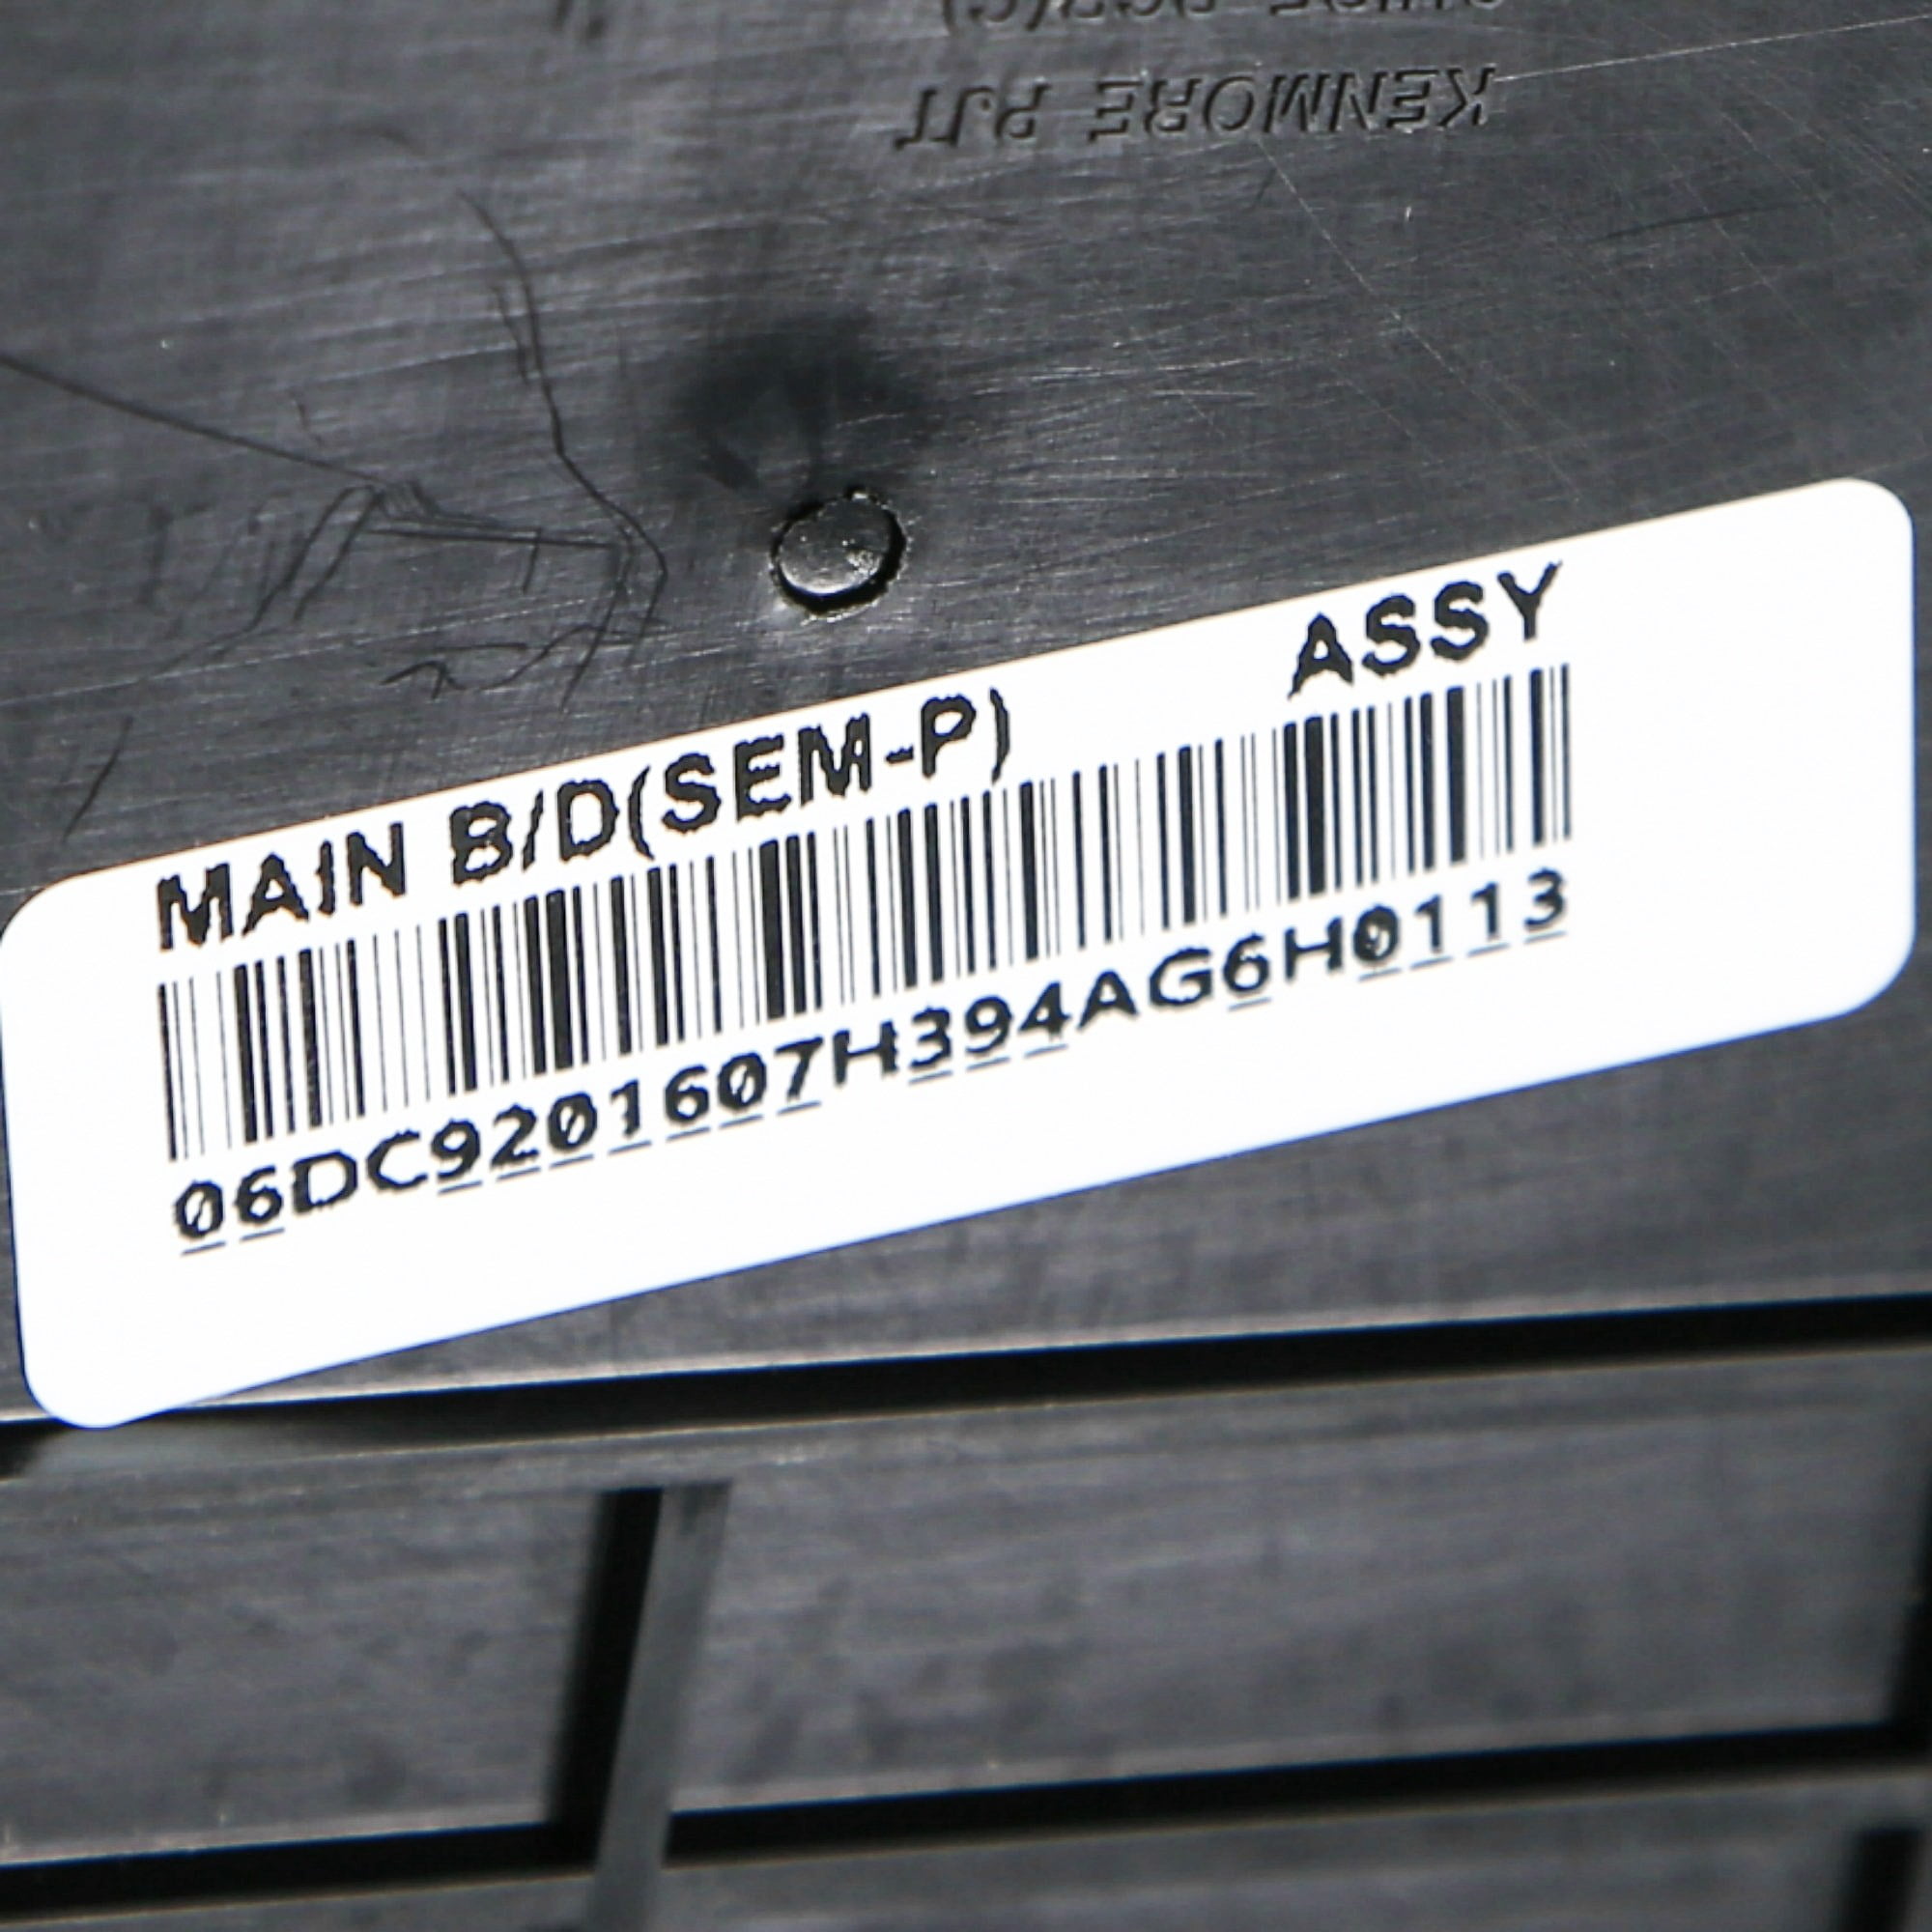 KENMORE PJT
MAIN B/D(SEM-P) ASSY
06DC9201607H394AG6H0113